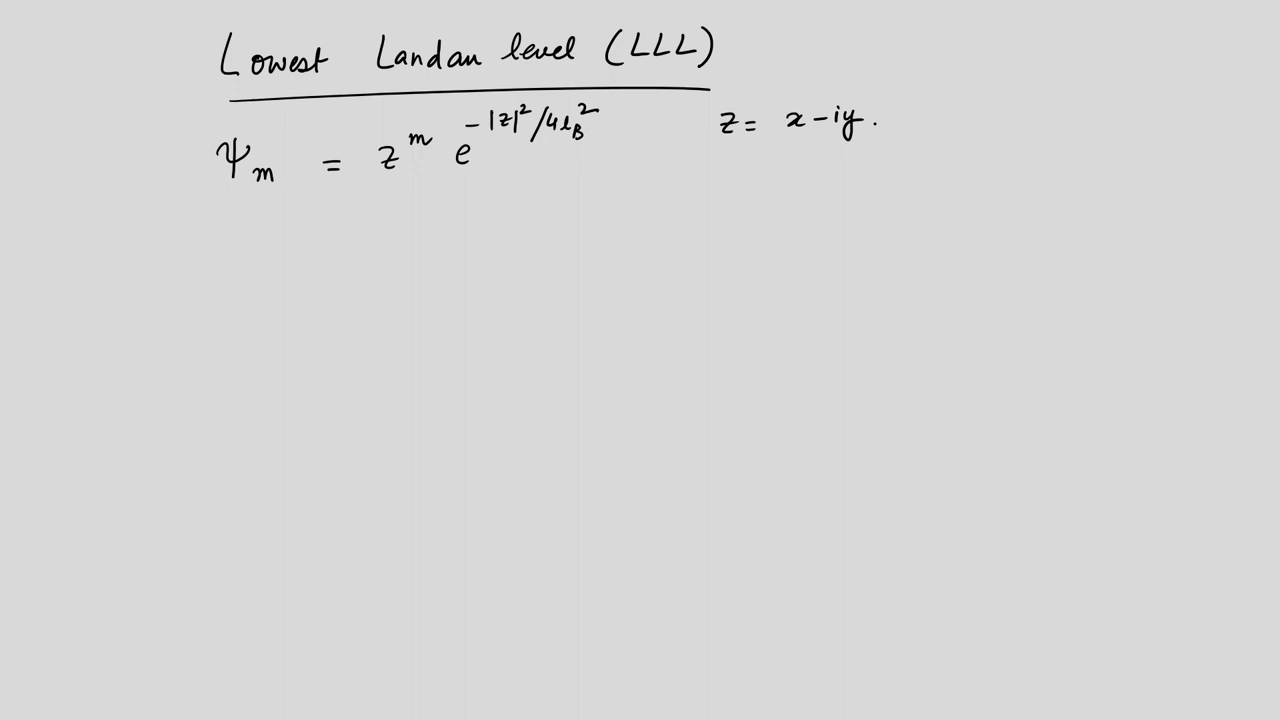 Lowest Landau level (LLL)
ψ_m = z^m e^{-|z|^2/4l_B^2} z = x-iy.